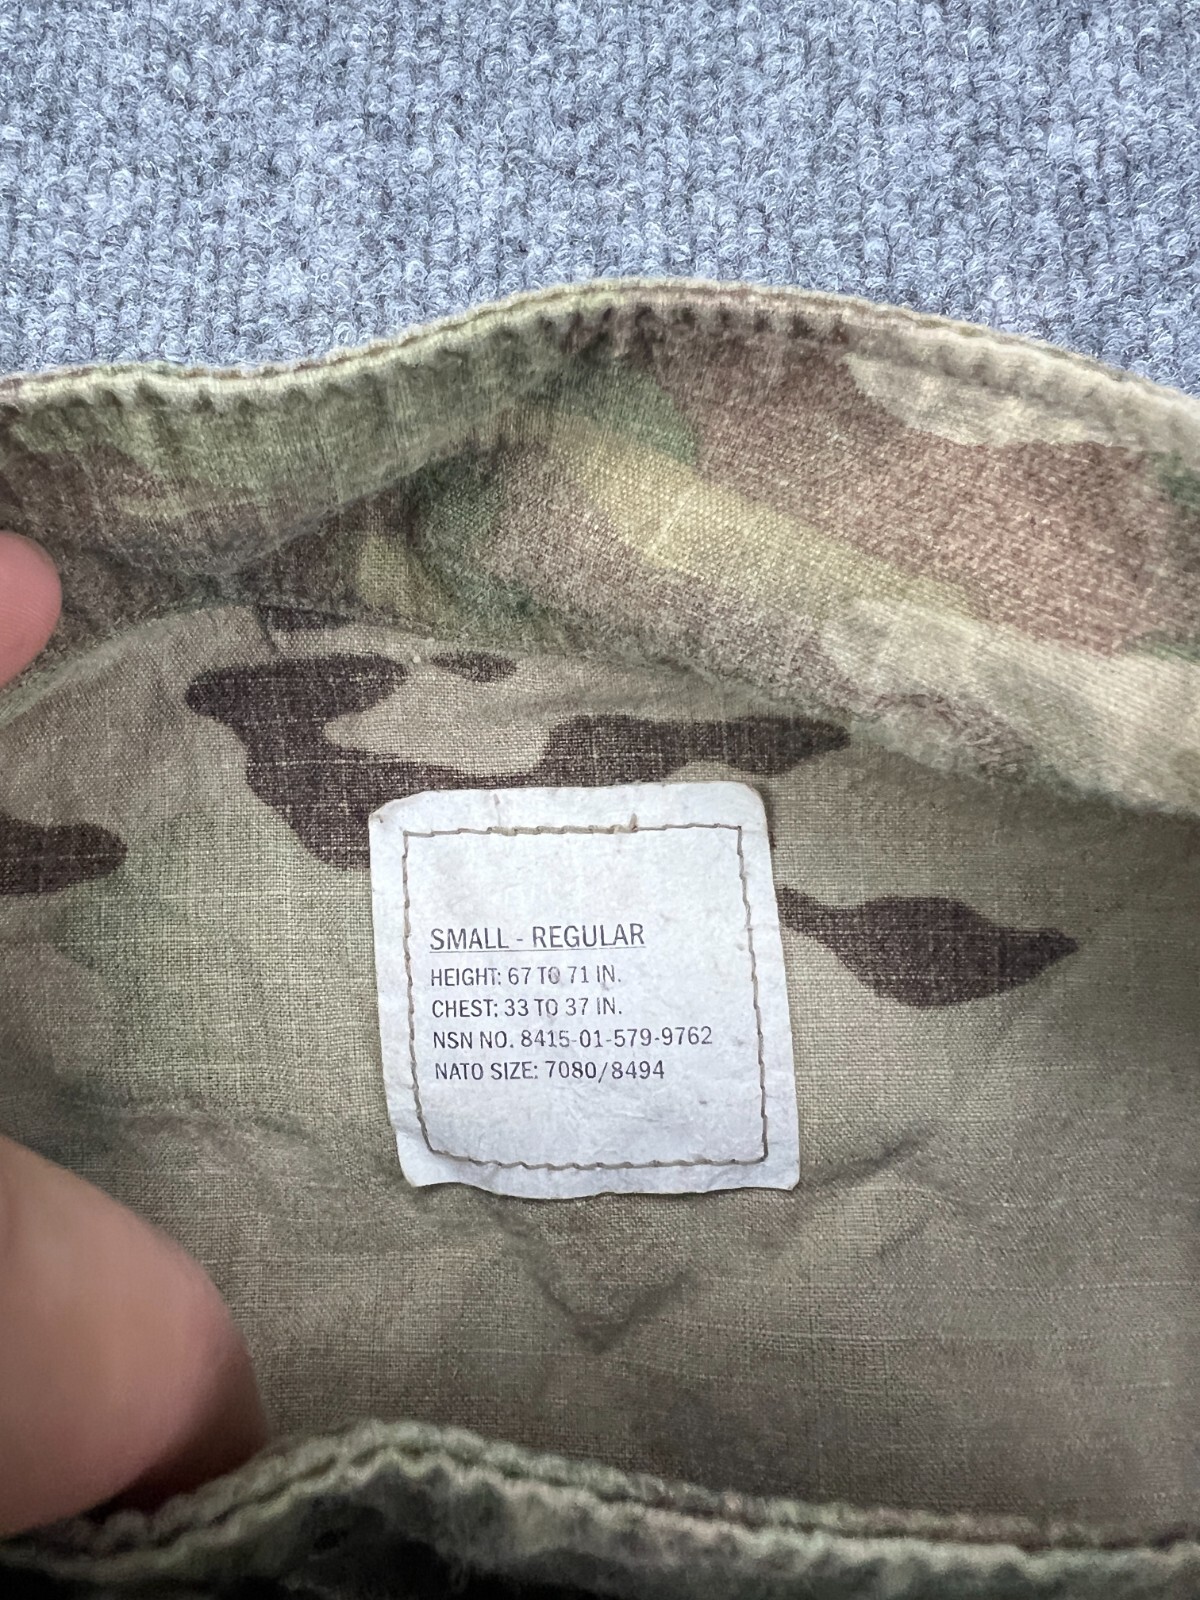 SMALL - REGULAR
HEIGHT: 67 TO 71 IN.
CHEST: 33 TO 37 IN.
NSN NO. 8415-01-579-9762
NATO SIZE: 7080/8494